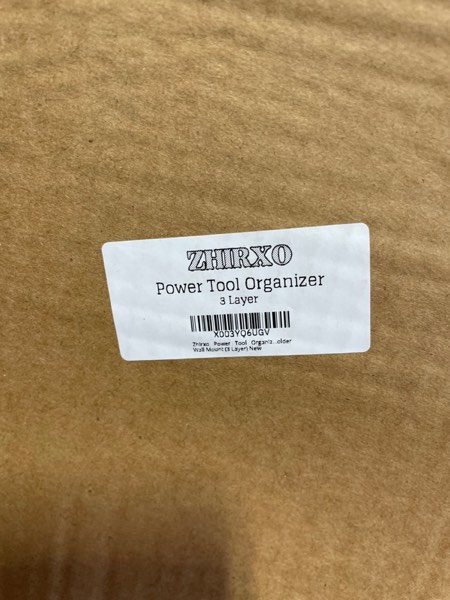 ZHIRXO
Power Tool Organizer
3 Layer
X003YQ6UGV
Zhirxo Power Tool Organiz...older
Wall Mount (3 Layer) New